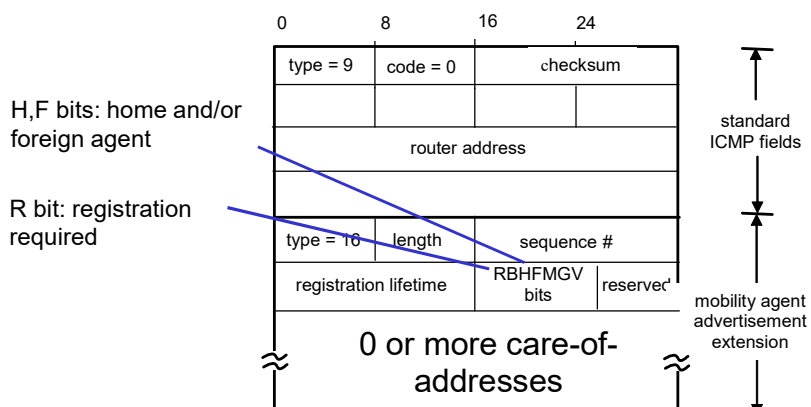 0 8 16 24
type = 9 code = 0 checksum
H,F bits: home and/or
foreign agent
router address
standard
ICMP fields
R bit: registration
required
type = 16 length sequence #
registration lifetime RBHFMGV
bits reserved
mobility agent
advertisement
extension
0 or more care-of-
addresses